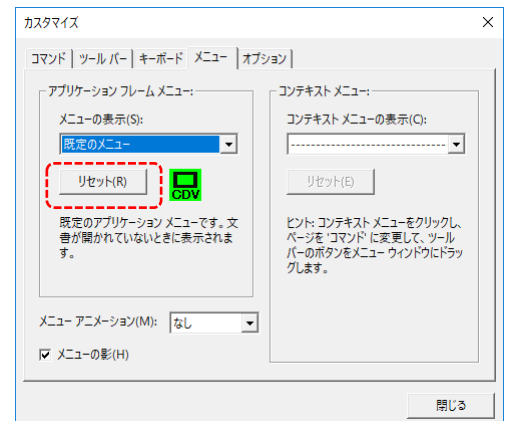 カスタマイズ
コマンド ツール バー キーボード メニュー オプション
アプリケーション フレーム メニュー:
メニューの表示(S):
既定のメニュー
リセット(R)
CDV
既定のアプリケーション メニューです。文
書が開かれていないときに表示されま
す。
コンテキスト メニュー:
コンテキスト メニューの表示(C):
リセット(E)
ヒント: コンテキスト メニューをクリックし、
ページを 'コマンド' に変更して、ツール
バーのボタンをメニュー ウィンドウにドラッ
グします。
メニュー アニメーション(M): なし
メニューの影(H)
閉じる